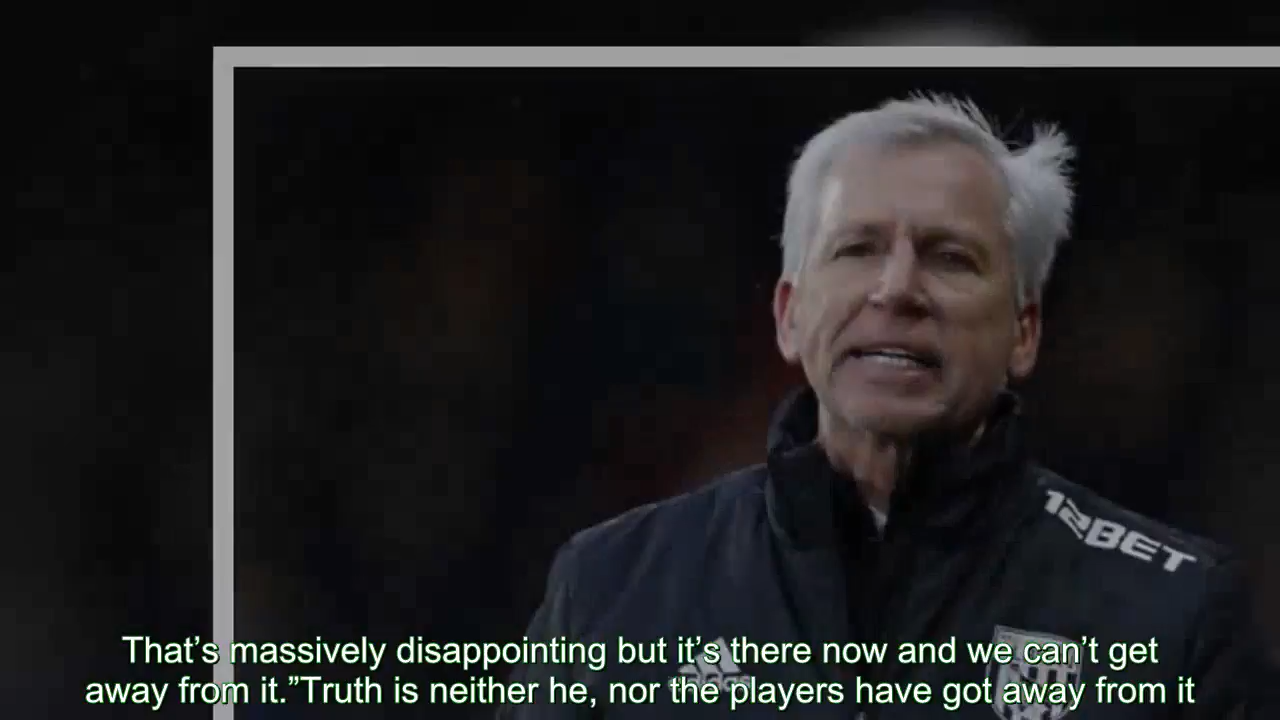 12BET
adidas
That’s massively disappointing but it’s there now and we can’t get
away from it.”Truth is neither he, nor the players have got away from it